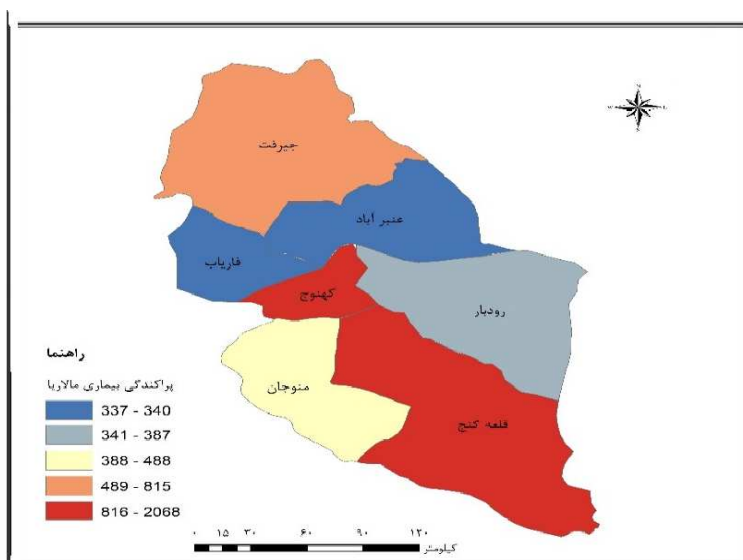 N
جیرفت
عنبر آباد
فاریاب
کهنوج
رودبار
منوجان
قلعه گنج
راهنما
پراکندگی بیماری مالاریا
337 - 340
341 - 387
388 - 488
489 - 815
816 - 2068
۰ ۱۵ ۳۰ ۶۰ ۹۰ ۱۲۰
کیلومتر